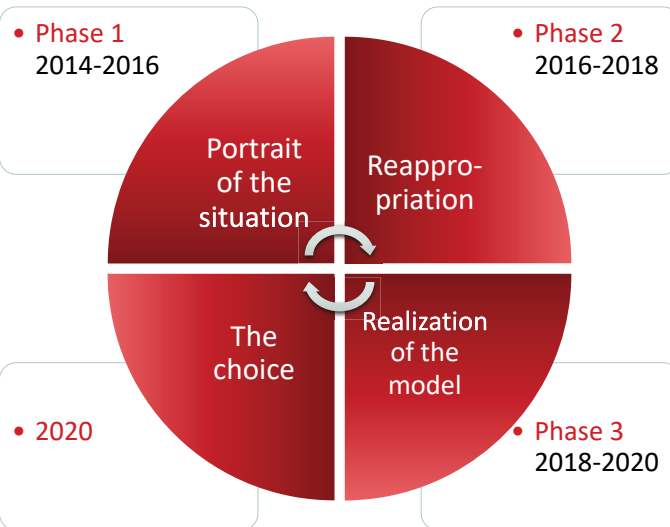 • Phase 1
2014-2016
• Phase 2
2016-2018
Portrait
of the
situation
Reappro-
priation
The
choice
Realization
of the
model
• 2020
• Phase 3
2018-2020